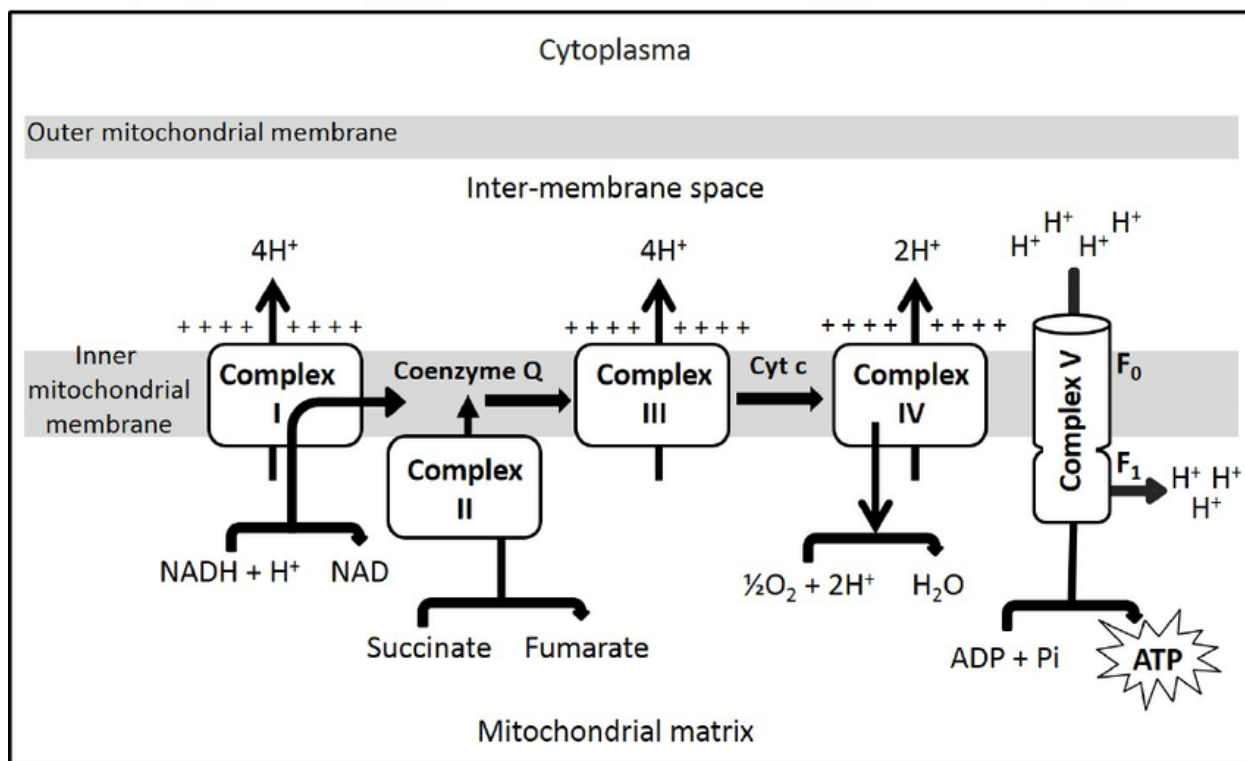 Cytoplasma
Outer mitochondrial membrane
Inter-membrane space
4H⁺
4H⁺
2H⁺
H⁺ H⁺ H⁺ H⁺
+ + + + + + + +
+ + + + + + + +
+ + + + + + + +
Inner
mitochondrial
membrane
Complex
I
Coenzyme Q
Complex
II
Complex
III
Cyt c
Complex
IV
Complex V
F₀
F₁
H⁺ H⁺
H⁺
NADH + H⁺ NAD
Succinate Fumarate
½O₂ + 2H⁺ H₂O
ADP + Pi ATP
Mitochondrial matrix